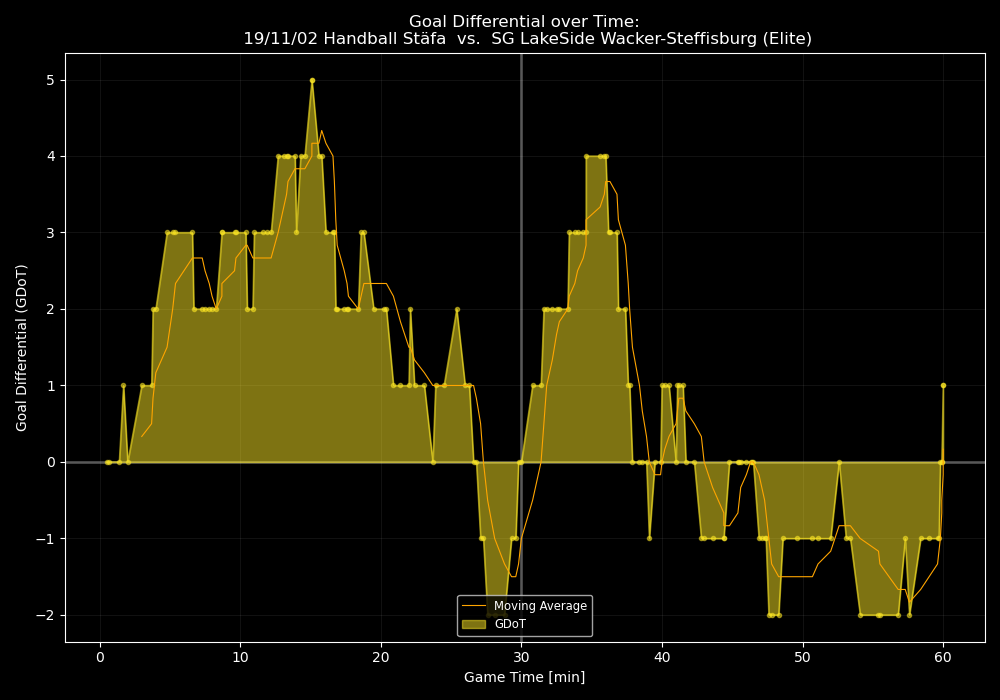 Goal Differential over Time:
19/11/02 Handball Stäfa  vs.  SG LakeSide Wacker-Steffisburg (Elite)
Goal Differential (GDoT)
5
4
3
2
1
0
−1
−2
0 10 20 30 40 50 60
Game Time [min]
Moving Average
GDoT